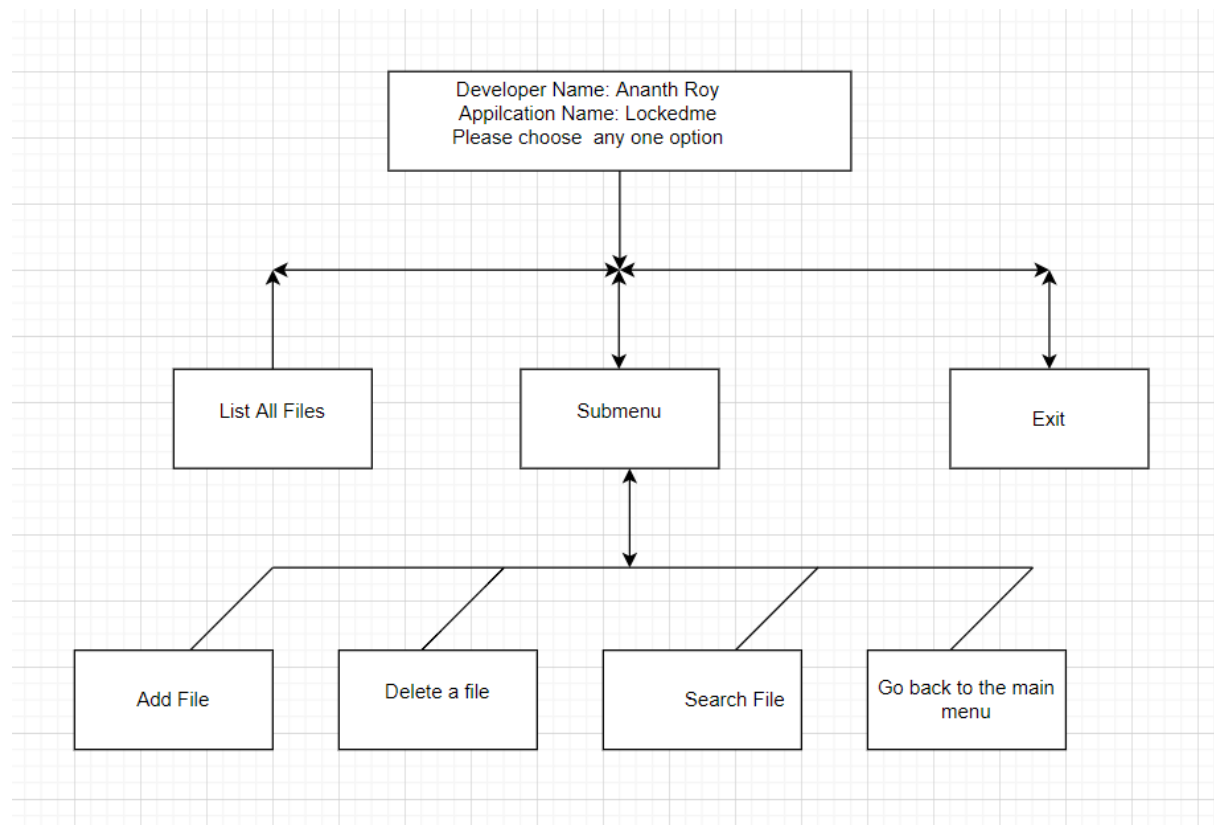 Developer Name: Ananth Roy
Appilcation Name: Lockedme
Please choose  any one option
List All Files
Submenu
Exit
Add File
Delete a file
Search File
Go back to the main
menu